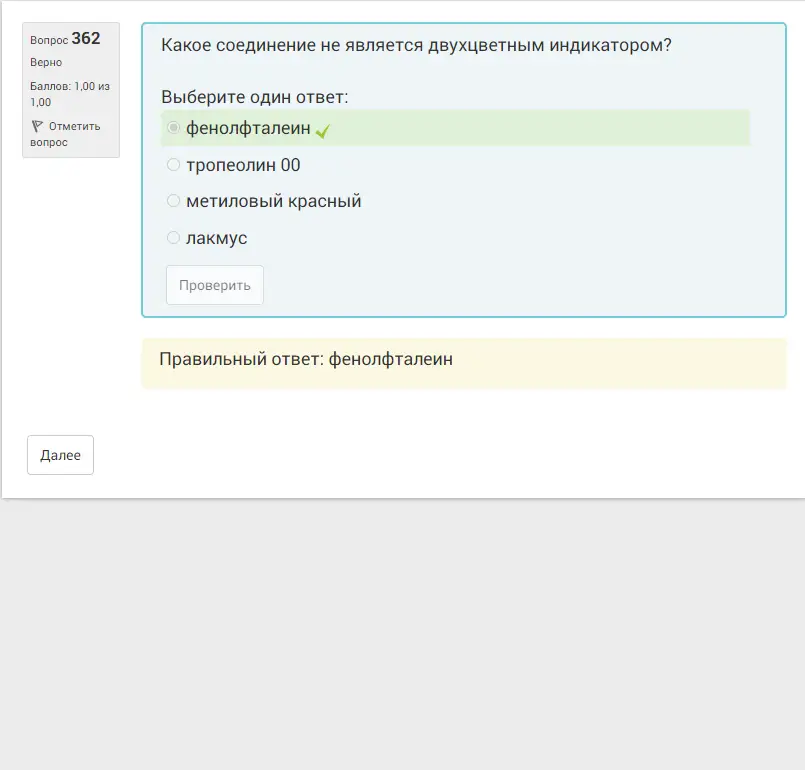 Вопрос 362
Верно
Баллов: 1,00 из
1,00
Отметить
вопрос
Какое соединение не является двухцветным индикатором?
Выберите один ответ:
фенолфталеин
тропеолин 00
метиловый красный
лакмус
Проверить
Правильный ответ: фенолфталеин
Далее